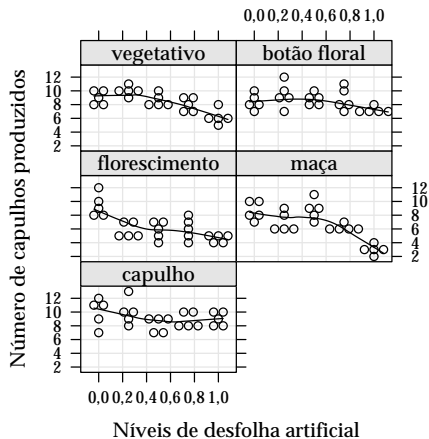 0,0 0,2 0,4 0,6 0,8 1,0
vegetativo
botão floral
12
10
8
6
4
2
florescimento
maça
12
10
8
6
4
2
capulho
12
10
8
6
4
2
0,0 0,2 0,4 0,6 0,8 1,0
Número de capulhos produzidos
Níveis de desfolha artificial